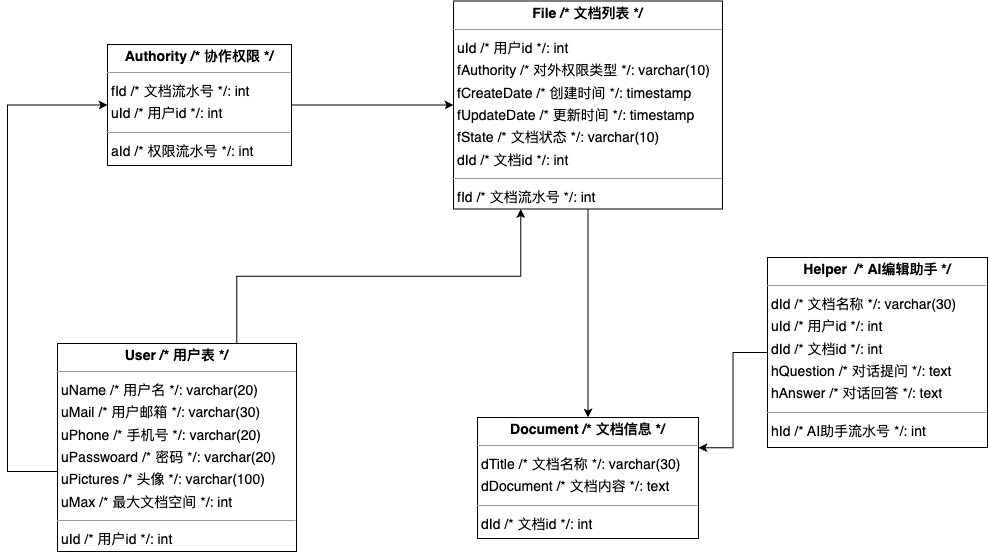 File /* 文档列表 */
uId /* 用户id */: int
fAuthority /* 对外权限类型 */: varchar(10)
fCreateDate /* 创建时间 */: timestamp
fUpdateDate /* 更新时间 */: timestamp
fState /* 文档状态 */: varchar(10)
dId /* 文档id */: int
fId /* 文档流水号 */: int
Authority /* 协作权限 */
fId /* 文档流水号 */: int
uId /* 用户id */: int
aId /* 权限流水号 */: int
Helper /* AI编辑助手 */
dId /* 文档名称 */: varchar(30)
uId /* 用户id */: int
dId /* 文档id */: int
hQuestion /* 对话提问 */: text
hAnswer /* 对话回答 */: text
hId /* AI助手流水号 */: int
User /* 用户表 */
uName /* 用户名 */: varchar(20)
uMail /* 用户邮箱 */: varchar(30)
uPhone /* 手机号 */: varchar(20)
uPasswoard /* 密码 */: varchar(20)
uPictures /* 头像 */: varchar(100)
uMax /* 最大文档空间 */: int
uId /* 用户id */: int
Document /* 文档信息 */
dTitle /* 文档名称 */: varchar(30)
dDocument /* 文档内容 */: text
dId /* 文档id */: int